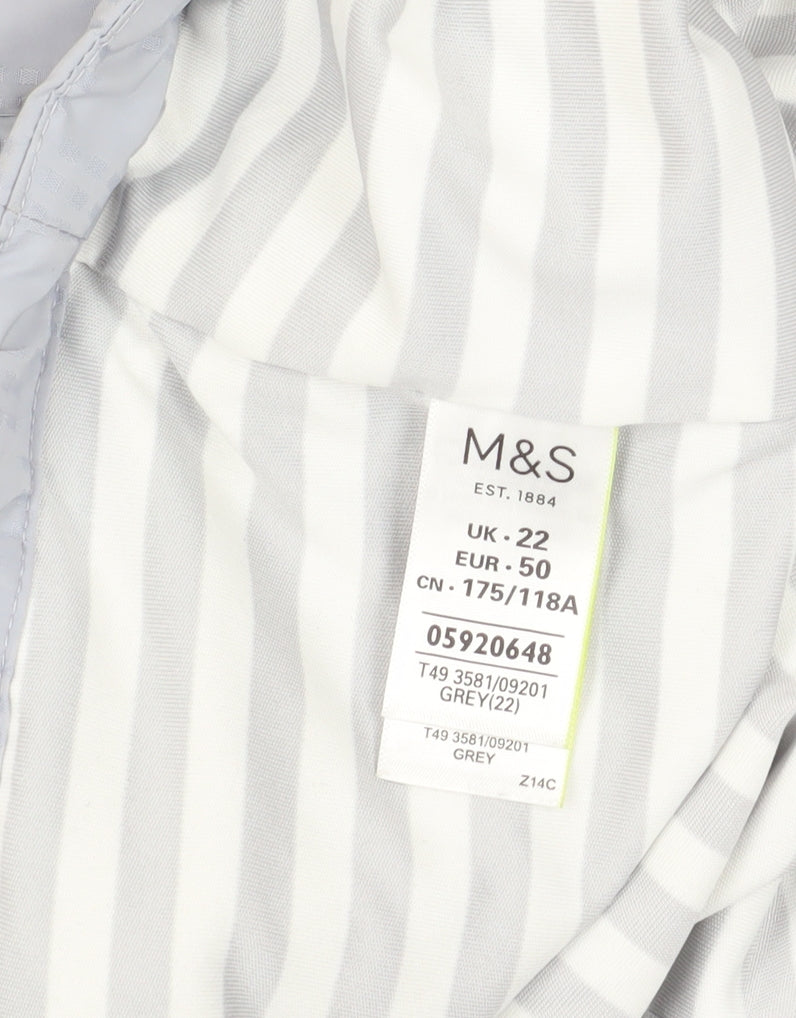 M&S
EST. 1884
UK · 22
EUR · 50
CN · 175/118A
05920648
T49 3581/09201
GREY(22)
T49 3581/09201
GREY
Z14C